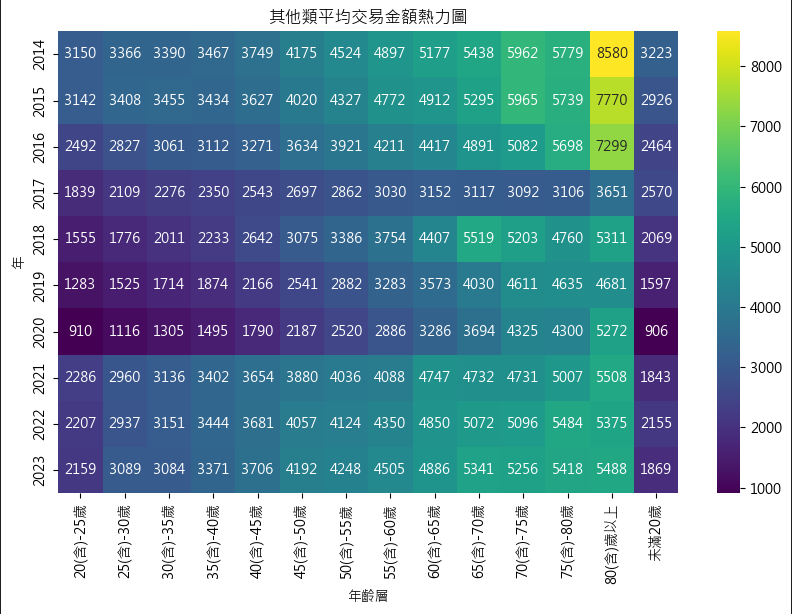 其他類平均交易金額熱力圖
2014 3150 3366 3390 3467 3749 4175 4524 4897 5177 5438 5962 5779 8580 3223
2015 3142 3408 3455 3434 3627 4020 4327 4772 4912 5295 5965 5739 7770 2926
2016 2492 2827 3061 3112 3271 3634 3921 4211 4417 4891 5082 5698 7299 2464
2017 1839 2109 2276 2350 2543 2697 2862 3030 3152 3117 3092 3106 3651 2570
2018 1555 1776 2011 2233 2642 3075 3386 3754 4407 5519 5203 4760 5311 2069
2019 1283 1525 1714 1874 2166 2541 2882 3283 3573 4030 4611 4635 4681 1597
2020 910 1116 1305 1495 1790 2187 2520 2886 3286 3694 4325 4300 5272 906
2021 2286 2960 3136 3402 3654 3880 4036 4088 4747 4732 4731 5007 5508 1843
2022 2207 2937 3151 3444 3681 4057 4124 4350 4850 5072 5096 5484 5375 2155
2023 2159 3089 3084 3371 3706 4192 4248 4505 4886 5341 5256 5418 5488 1869
年
20(含)-25歲
25(含)-30歲
30(含)-35歲
35(含)-40歲
40(含)-45歲
45(含)-50歲
50(含)-55歲
55(含)-60歲
60(含)-65歲
65(含)-70歲
70(含)-75歲
75(含)-80歲
80(含)歲以上
未滿20歲
年齡層
8000
7000
6000
5000
4000
3000
2000
1000